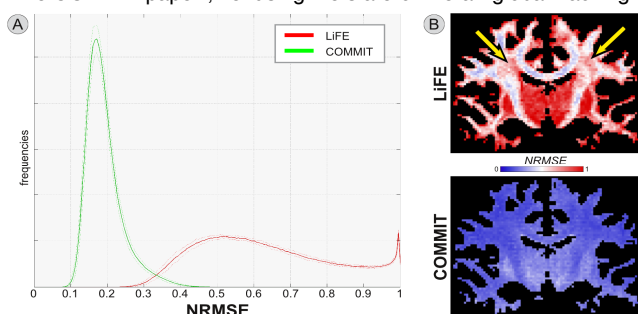 A
LiFE
COMMIT
frequencies
0 0.1 0.2 0.3 0.4 0.5 0.6 0.7 0.8 0.9 1
NRMSE
B
LiFE
NRMSE
0 1
COMMIT